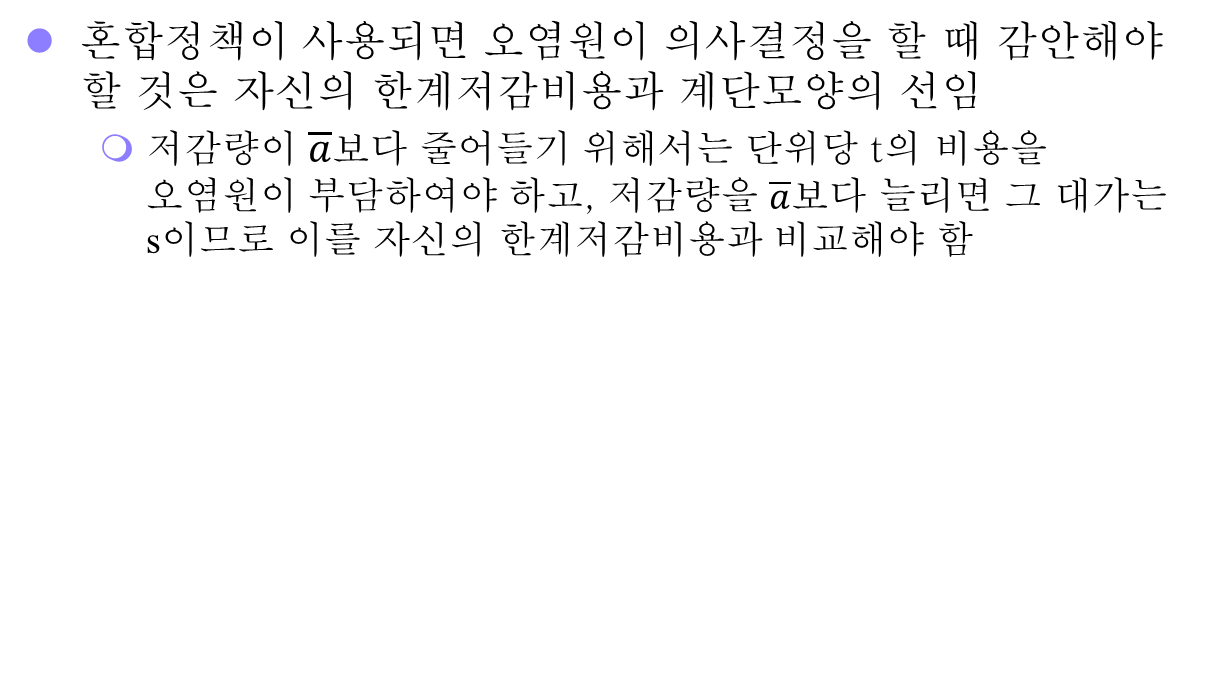 혼합정책이 사용되면 오염원이 의사결정을 할 때 감안해야
할 것은 자신의 한계저감비용과 계단모양의 선임
저감량이 a̅보다 줄어들기 위해서는 단위당 t의 비용을
오염원이 부담하여야 하고, 저감량을 a̅보다 늘리면 그 대가는
s이므로 이를 자신의 한계저감비용과 비교해야 함